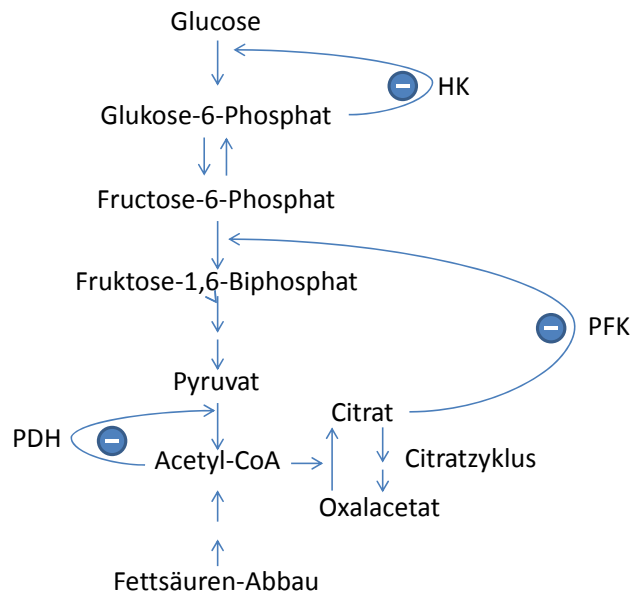 Glucose
HK
Glukose-6-Phosphat
Fructose-6-Phosphat
Fruktose-1,6-Biphosphat
PFK
Pyruvat
Citrat
PDH
Acetyl-CoA
Citratzyklus
Oxalacetat
Fettsäuren-Abbau